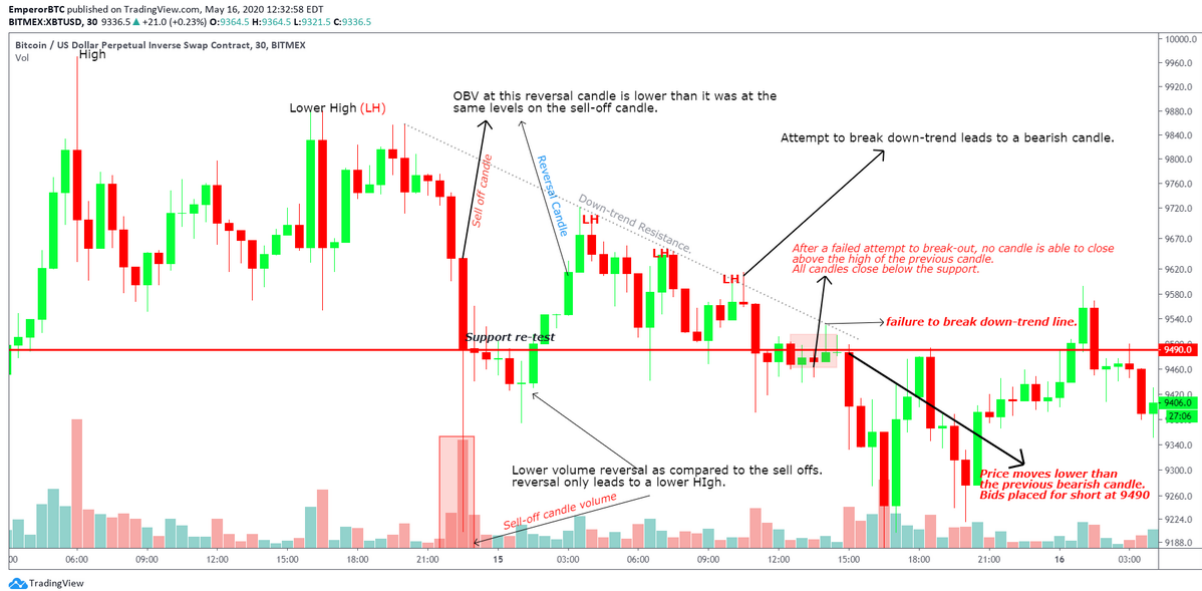 EmperorBTC published on TradingView.com, May 16, 2020 12:32:58 EDT
BITMEX:XBTUSD, 30 9336.5 ▲ +21.0 (+0.23%) O:9364.5 H:9364.5 L:9321.5 C:9336.5
Bitcoin / US Dollar Perpetual Inverse Swap Contract, 30, BITMEX
Vol
High
Lower High (LH)
OBV at this reversal candle is lower than it was at the
same levels on the sell-off candle.
Attempt to break down-trend leads to a bearish candle.
Sell off candle
Reversal Candle
Down-trend Resistance
LH
LH
LH
After a failed attempt to break-out, no candle is able to close
above the high of the previous candle.
All candles close below the support.
failure to break down-trend line.
Support re-test
Lower volume reversal as compared to the sell offs.
reversal only leads to a lower HIgh.
Sell-off candle volume
Price moves lower than
the previous bearish candle.
Bids placed for short at 9490
10000.0
9960.0
9920.0
9880.0
9840.0
9800.0
9760.0
9720.0
9670.0
9620.0
9580.0
9540.0
9490.0
9460.0
9420.0
9406.0
27:06
9340.0
9300.0
9260.0
9224.0
9188.0
:00
06:00
09:00
12:00
15:00
18:00
21:00
15
03:00
06:00
09:00
12:00
15:00
18:00
21:00
16
03:00
TradingView